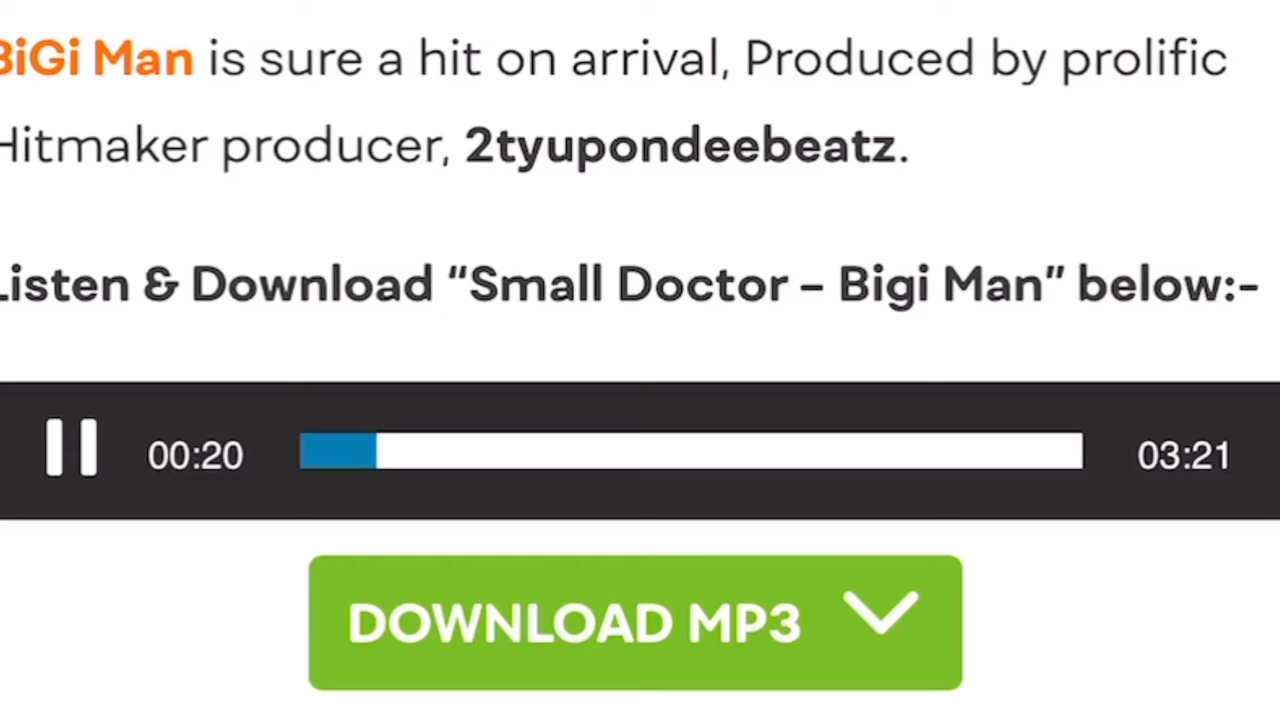 BiGi Man is sure a hit on arrival, Produced by prolific
Hitmaker producer, 2tyupondeebeatz.
Listen & Download “Small Doctor – Bigi Man” below:-
00:20
03:21
DOWNLOAD MP3